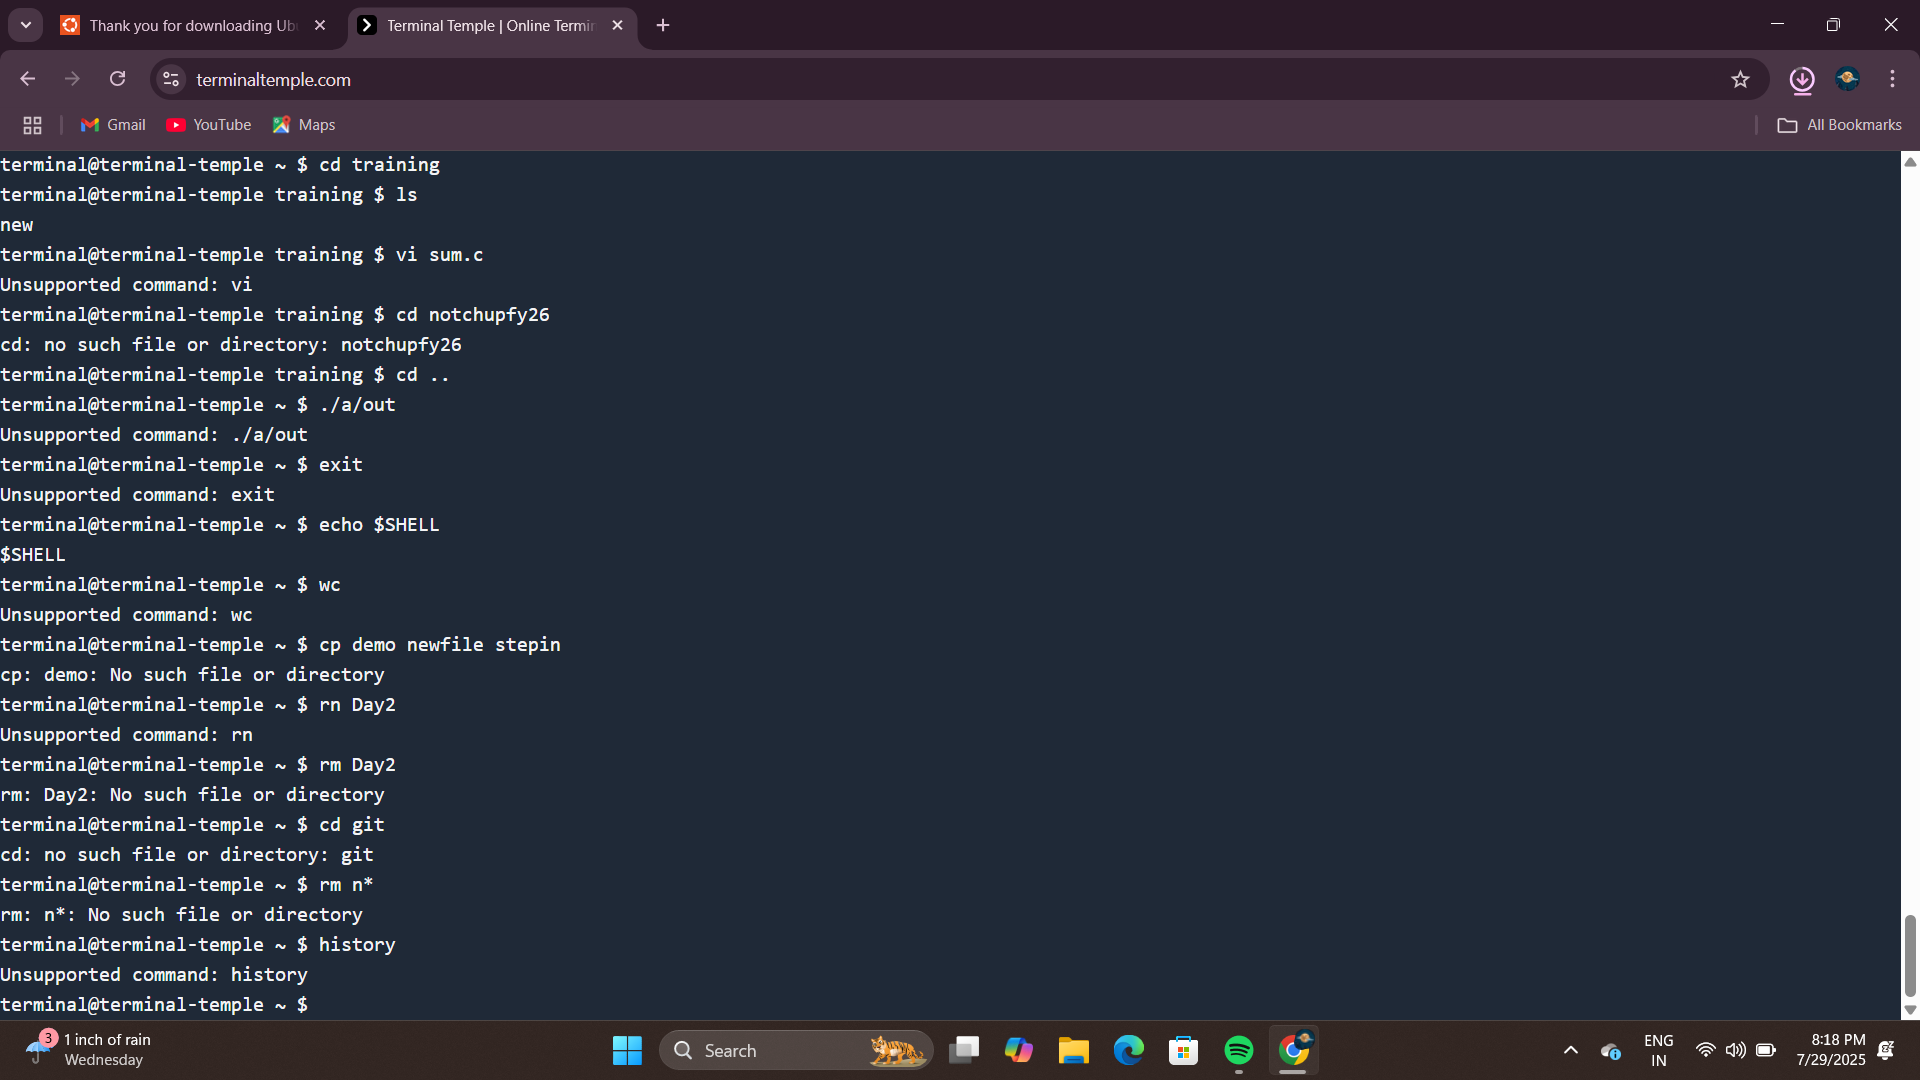 Thank you for downloading Ub
Terminal Temple | Online Termin
terminaltemple.com
Gmail
YouTube
Maps
All Bookmarks
terminal@terminal-temple ~ $ cd training
terminal@terminal-temple training $ ls
new
terminal@terminal-temple training $ vi sum.c
Unsupported command: vi
terminal@terminal-temple training $ cd notchupfy26
cd: no such file or directory: notchupfy26
terminal@terminal-temple training $ cd ..
terminal@terminal-temple ~ $ ./a/out
Unsupported command: ./a/out
terminal@terminal-temple ~ $ exit
Unsupported command: exit
terminal@terminal-temple ~ $ echo $SHELL
$SHELL
terminal@terminal-temple ~ $ wc
Unsupported command: wc
terminal@terminal-temple ~ $ cp demo newfile stepin
cp: demo: No such file or directory
terminal@terminal-temple ~ $ rn Day2
Unsupported command: rn
terminal@terminal-temple ~ $ rm Day2
rm: Day2: No such file or directory
terminal@terminal-temple ~ $ cd git
cd: no such file or directory: git
terminal@terminal-temple ~ $ rm n*
rm: n*: No such file or directory
terminal@terminal-temple ~ $ history
Unsupported command: history
terminal@terminal-temple ~ $
3
1 inch of rain
Wednesday
Search
ENG
IN
8:18 PM
7/29/2025